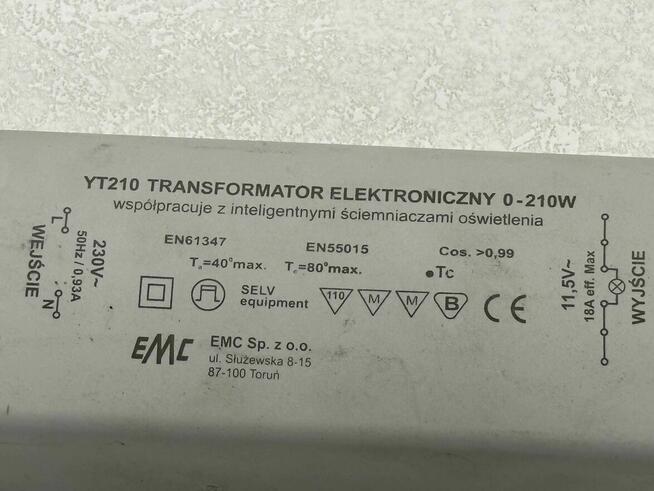 YT210 TRANSFORMATOR ELEKTRONICZNY 0-210W
współpracuje z inteligentnymi ściemniaczami oświetlenia
EN61347 EN55015 Cos. >0,99
Ta=40°max. Tc=80°max. •Tc
SELV
equipment
110 M M B CE
EMC EMC Sp. z o.o.
ul. Służewska 8-15
87-100 Toruń
WEJŚCIE
L N
230V~
50Hz / 0,93A
11,5V~
18A eff. Max
WYJŚCIE